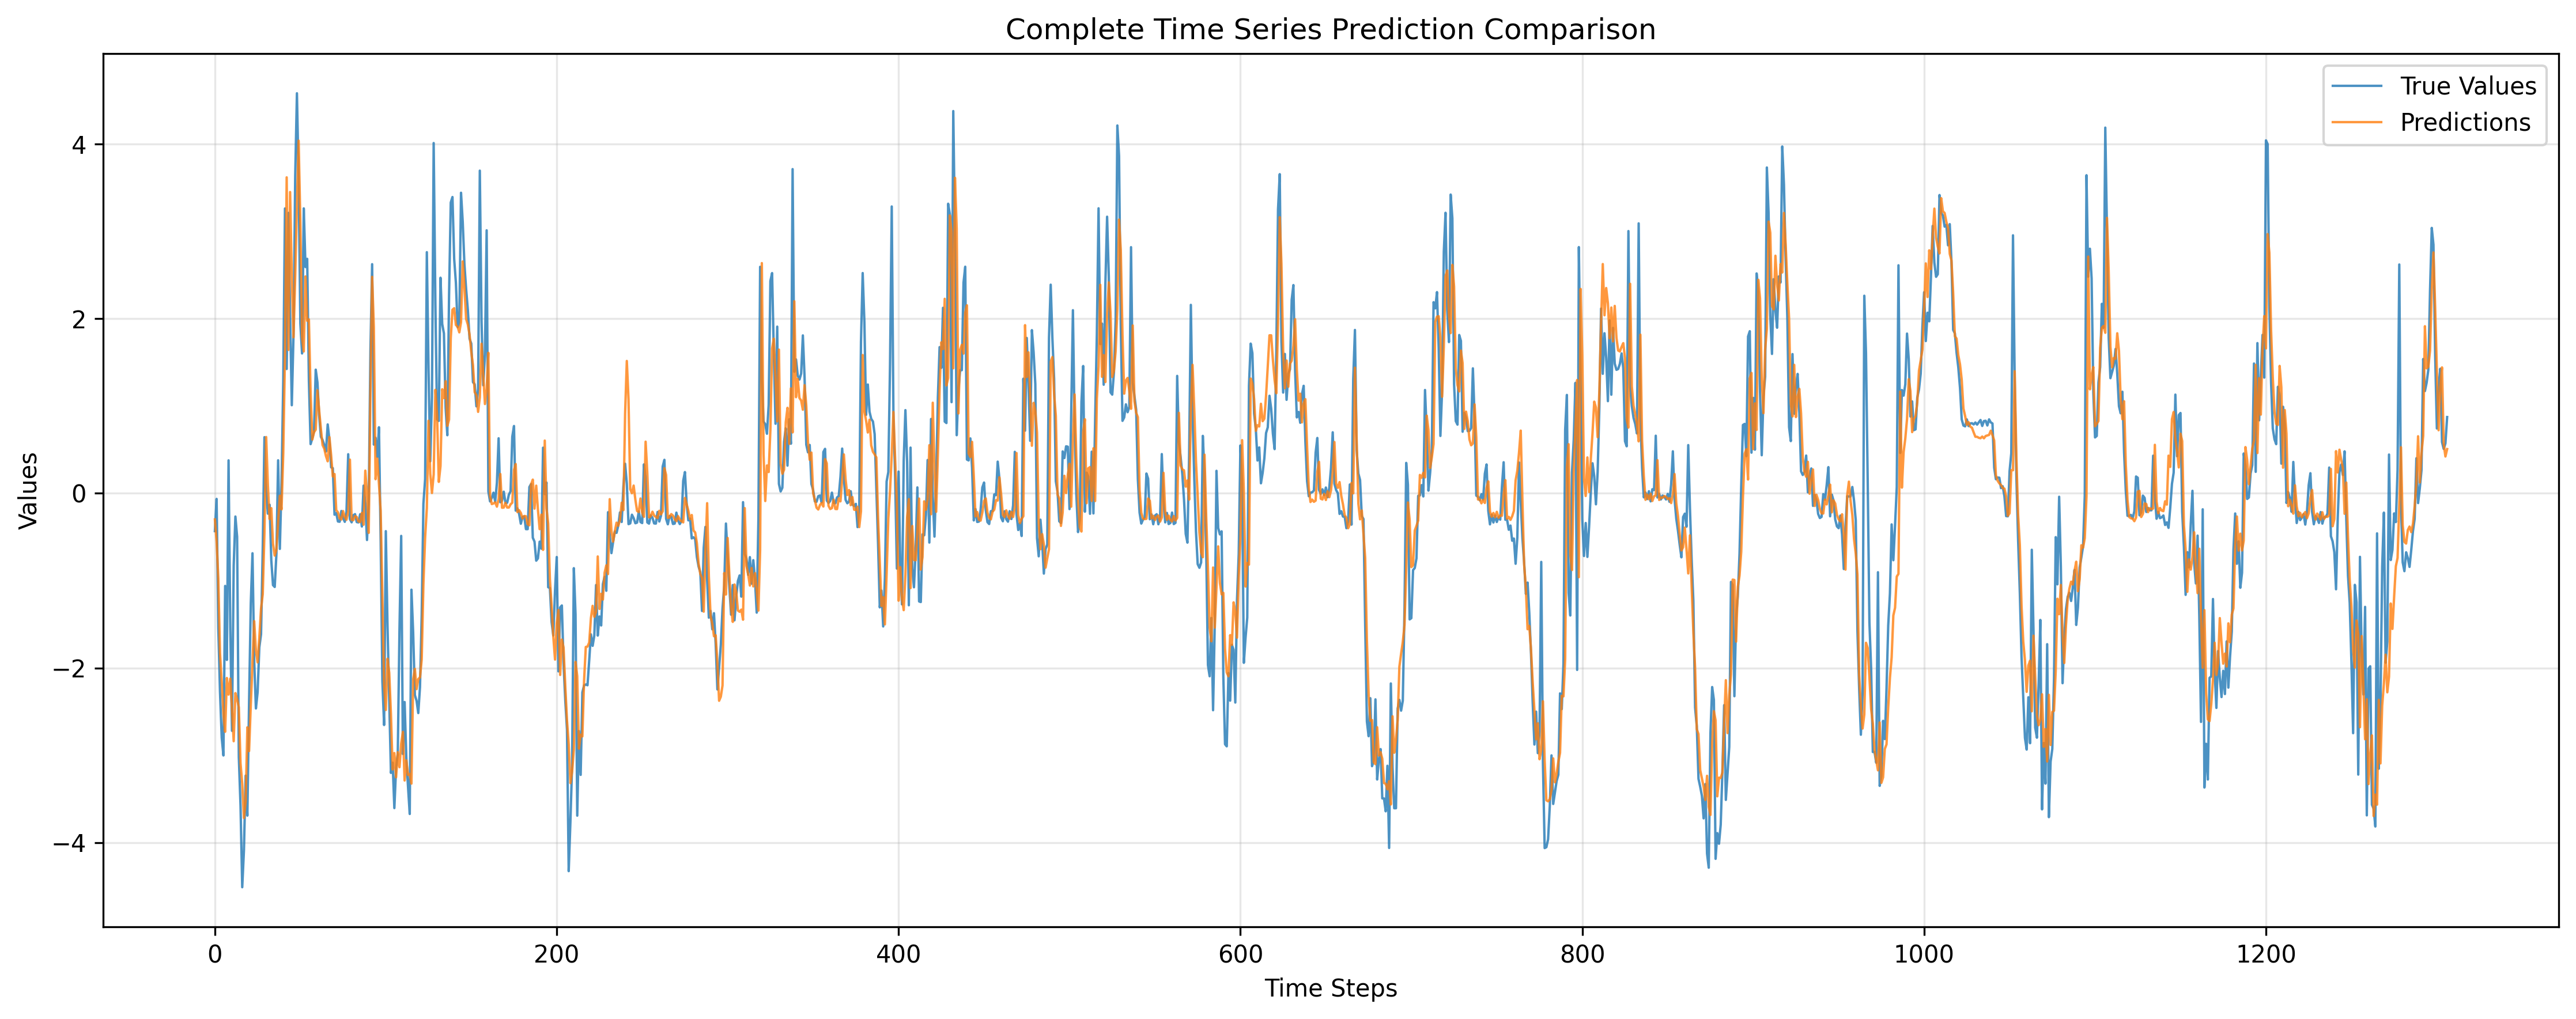 Complete Time Series Prediction Comparison
True Values
Predictions
Values
4
2
0
−2
−4
0 200 400 600 800 1000 1200
Time Steps